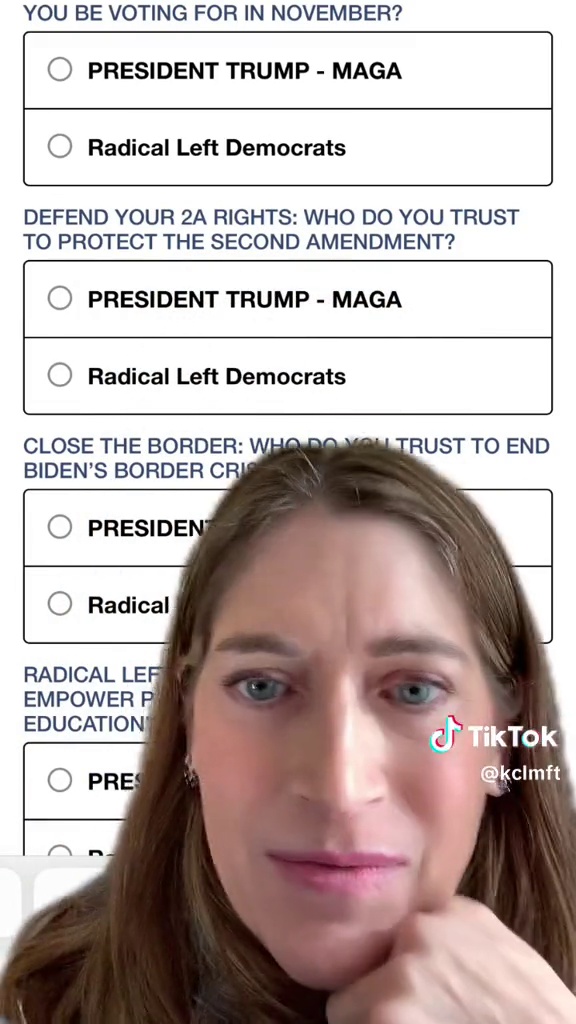 YOU BE VOTING FOR IN NOVEMBER?
PRESIDENT TRUMP - MAGA
Radical Left Democrats
DEFEND YOUR 2A RIGHTS: WHO DO YOU TRUST
TO PROTECT THE SECOND AMENDMENT?
PRESIDENT TRUMP - MAGA
Radical Left Democrats
CLOSE THE BORDER: WHO DO YOU TRUST TO END
BIDEN'S BORDER CRIS
PRESIDENT
Radical
RADICAL LEF
EMPOWER P
EDUCATION
PRES
TikTok
@kclmft